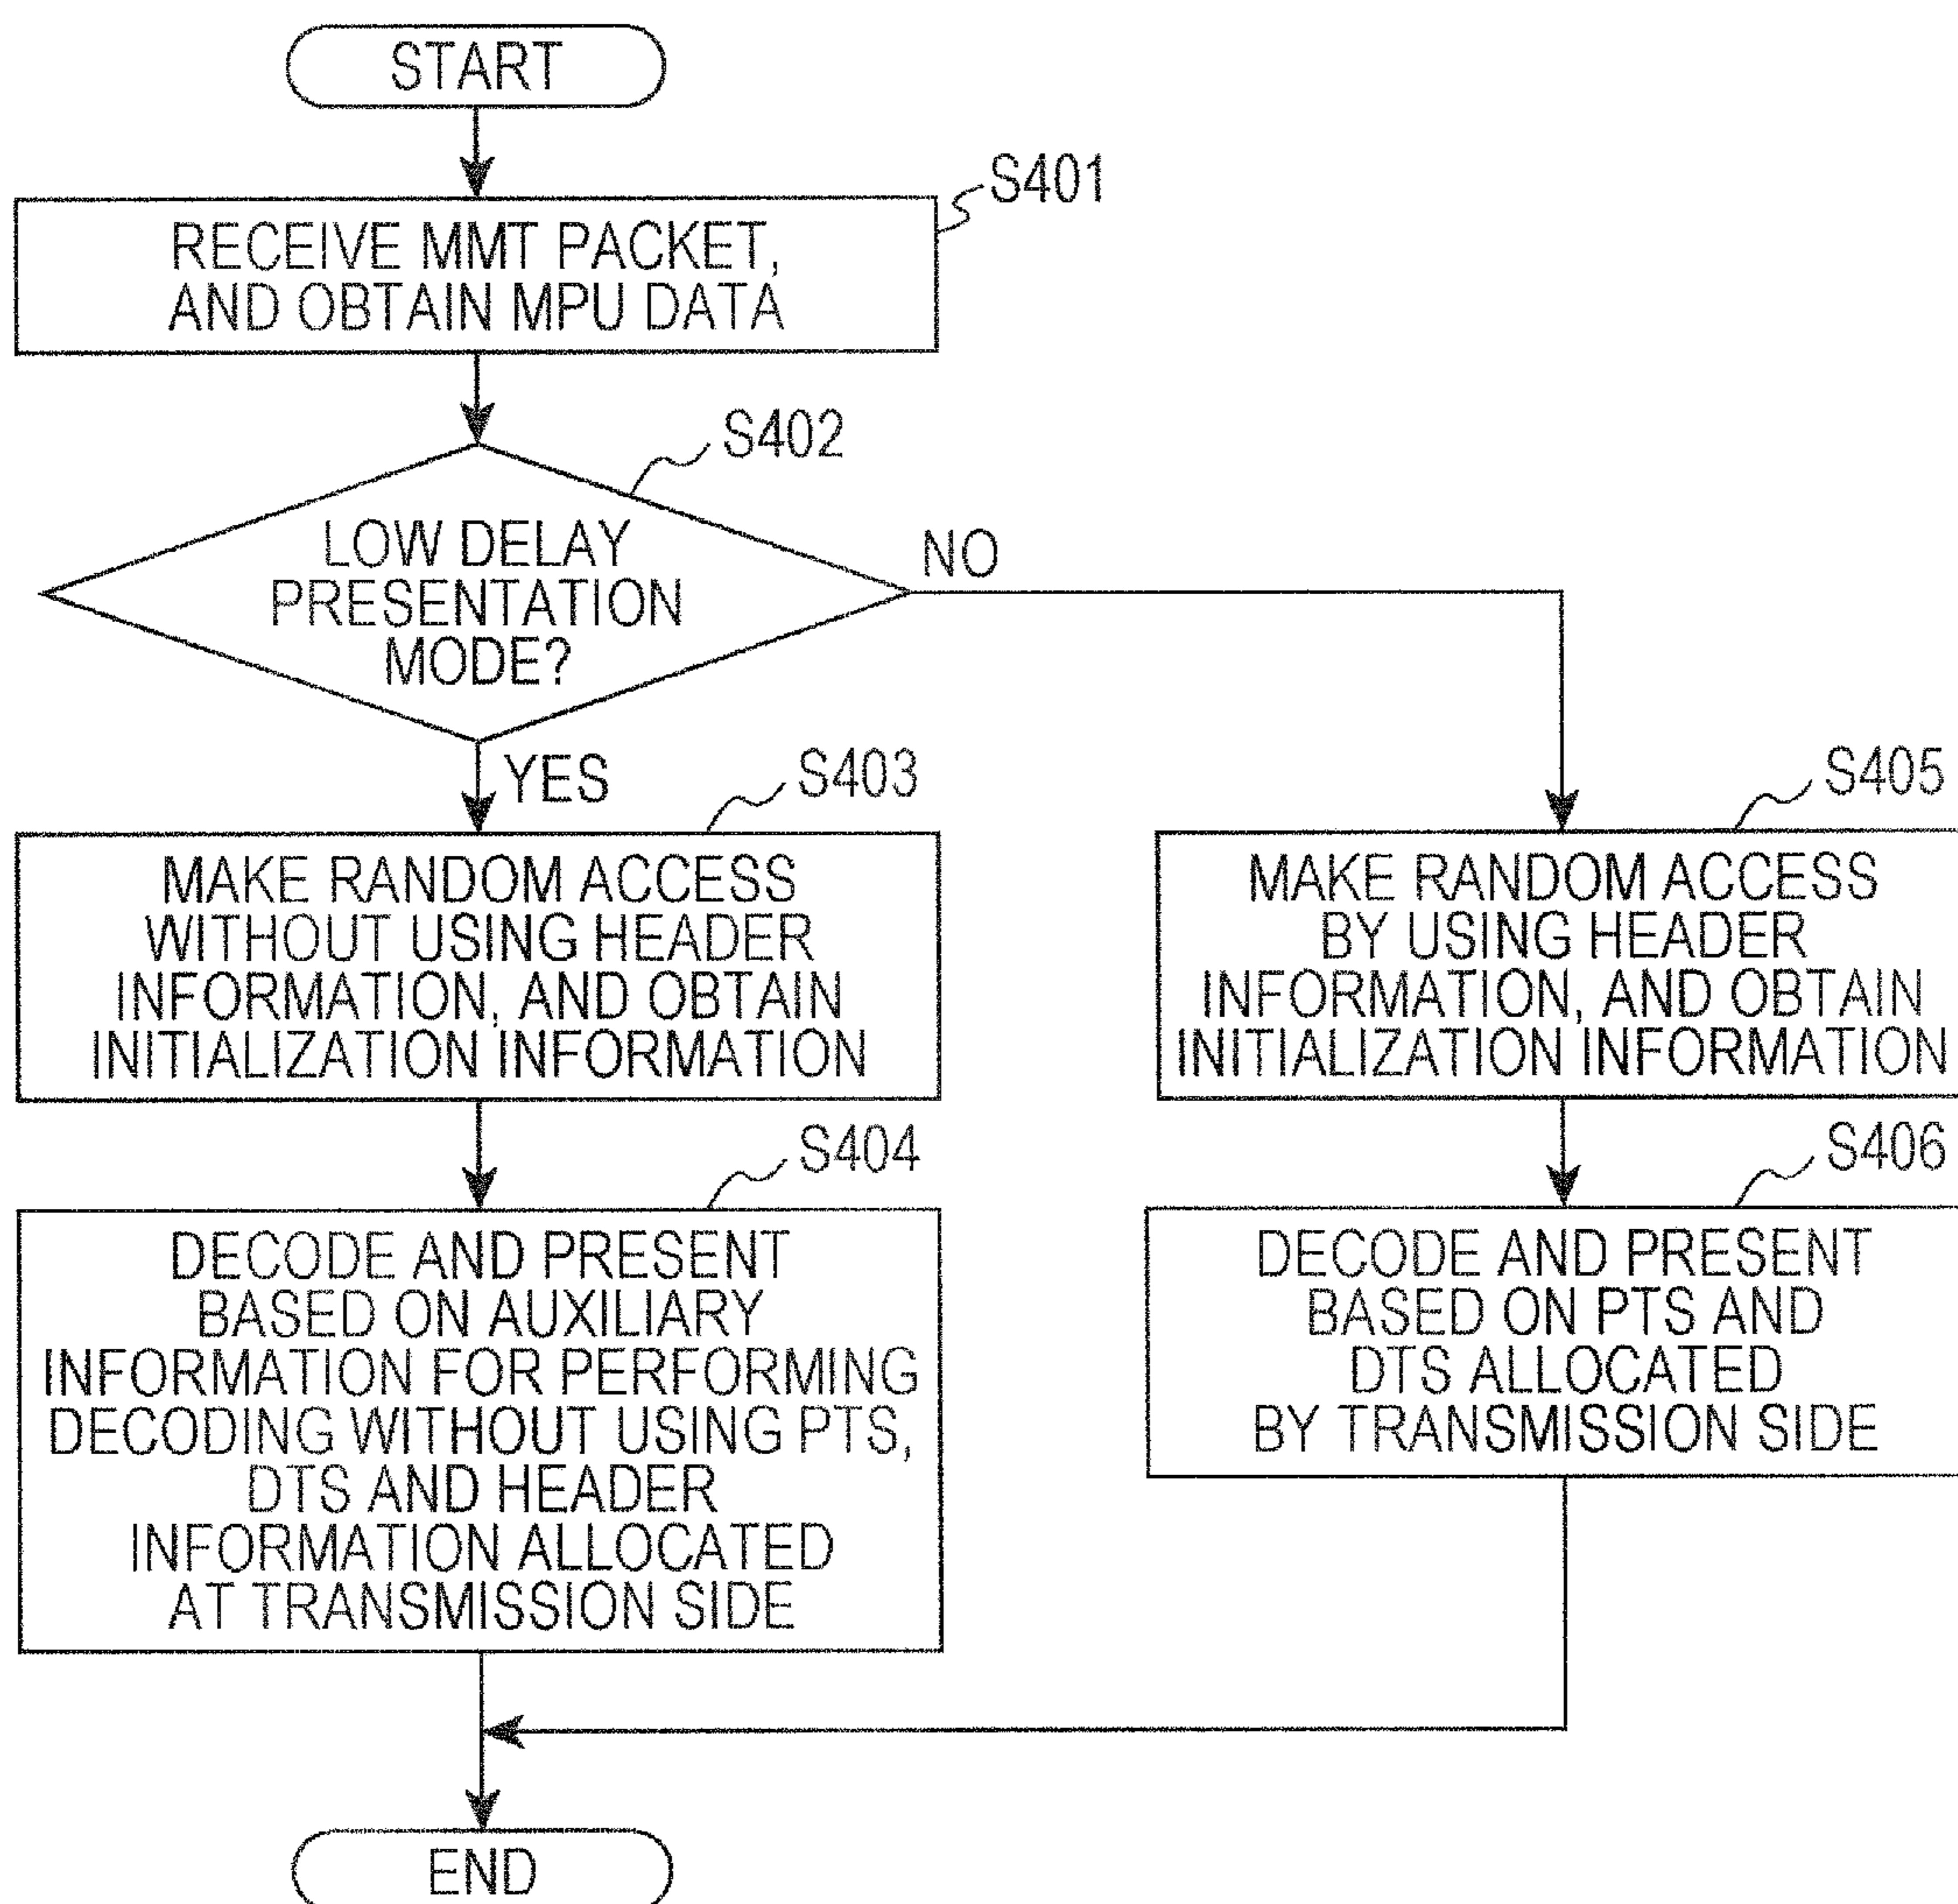 START
S401
RECEIVE MMT PACKET,
AND OBTAIN MPU DATA
S402
LOW DELAY
PRESENTATION
MODE?
NO
YES
S403
MAKE RANDOM ACCESS
WITHOUT USING HEADER
INFORMATION, AND OBTAIN
INITIALIZATION INFORMATION
S405
MAKE RANDOM ACCESS
BY USING HEADER
INFORMATION, AND OBTAIN
INITIALIZATION INFORMATION
S404
DECODE AND PRESENT
BASED ON AUXILIARY
INFORMATION FOR PERFORMING
DECODING WITHOUT USING PTS,
DTS AND HEADER
INFORMATION ALLOCATED
AT TRANSMISSION SIDE
S406
DECODE AND PRESENT
BASED ON PTS AND
DTS ALLOCATED
BY TRANSMISSION SIDE
END